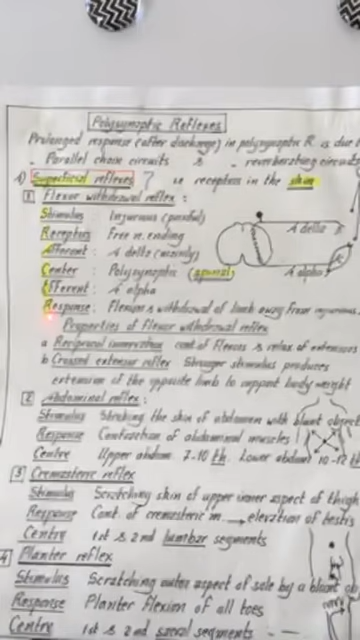 Polysynaptic Reflexes
Prolonged response (after discharge) in polysynaptic R. is due
- Parallel chain circuits & - reverberating circuits
A) Superficial reflexes ? i.e receptors in the skin
1 Flexor withdrawal reflex :
Stimulus : Injurious (painful)
Receptors Free n. ending
Afferent : A delta (mainly)
A delta
Center : Polysynaptic (spinal)
Efferent : A alpha
A alpha
Response : Flexion & withdrawal of limb away from injurious
Properties of flexor withdrawal reflex
a Reciprocal innervation cont of flexors & relax of extensors
b Crossed extensor reflex Stronger stimulus produces
extension of the opposite limb to support body weight
2 Abdominal reflex :
Stimulus Stroking the skin of abdomen with blunt object
Response Contraction of abdominal muscles
Centre Upper abdom 7-10 th. Lower abdom 10-12 th
3 Cremasteric reflex
Stimulus Scratching skin of upper inner aspect of thigh
Response Cont. of cremasteric m → elevation of testis
Centre 1st & 2nd lumbar segments
4 Planter reflex
Stimulus Scratching outer aspect of sole by a blunt
Response Planter flexion of all toes
Centre 1st & 2nd sacral segments